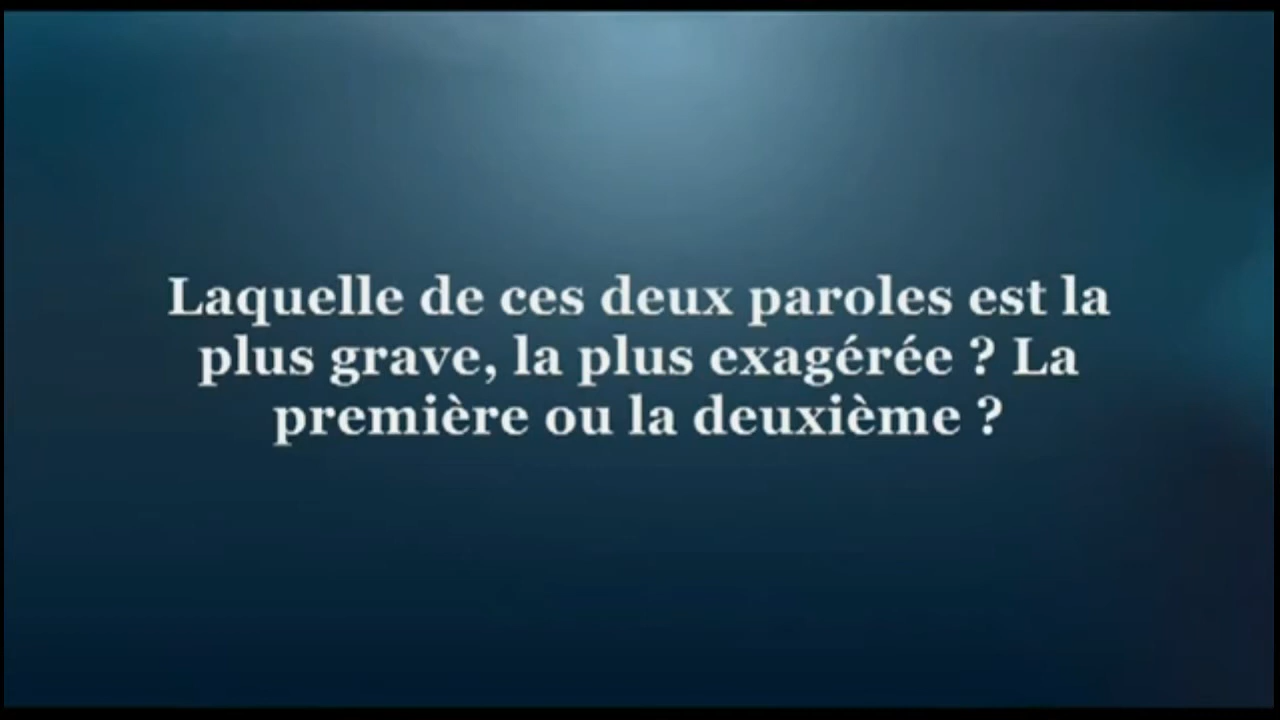 Laquelle de ces deux paroles est la
plus grave, la plus exagérée ? La
première ou la deuxième ?